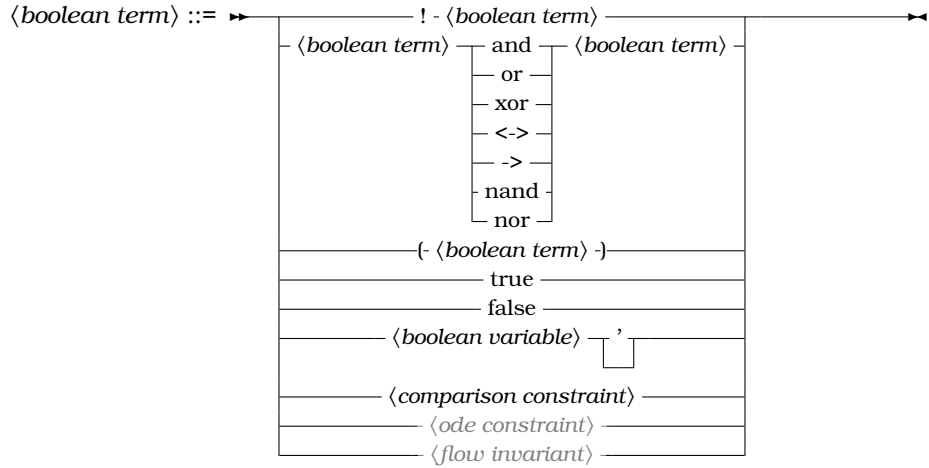 ⟨boolean term⟩ ::= ! ⟨boolean term⟩
⟨boolean term⟩ and ⟨boolean term⟩
or
xor
<->
->
nand
nor
( ⟨boolean term⟩ )
true
false
⟨boolean variable⟩ ’
⟨comparison constraint⟩
⟨ode constraint⟩
⟨flow invariant⟩